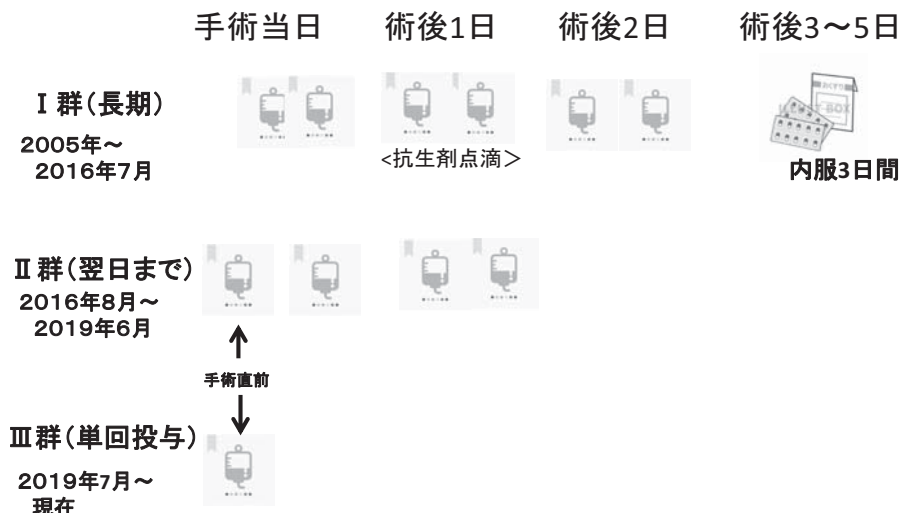 手術当日 術後1日 術後2日 術後3~5日
Ⅰ群(長期)
2005年~
2016年7月
<抗生剤点滴>
内服3日間
Ⅱ群(翌日まで)
2016年8月~
2019年6月
手術直前
Ⅲ群(単回投与)
2019年7月~
現在